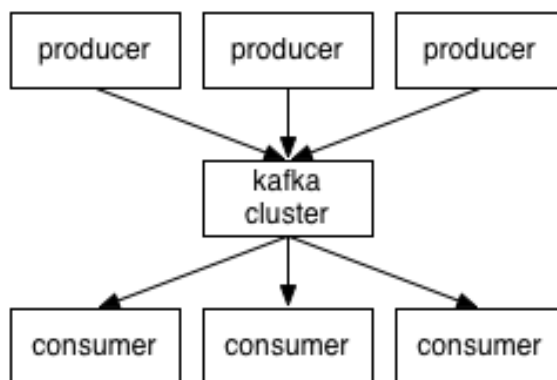 producer
producer
producer
kafka
cluster
consumer
consumer
consumer